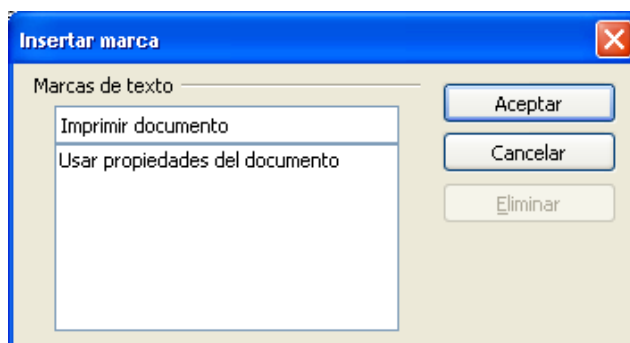 Insertar marca
Marcas de texto
Imprimir documento
Usar propiedades del documento
Aceptar
Cancelar
Eliminar